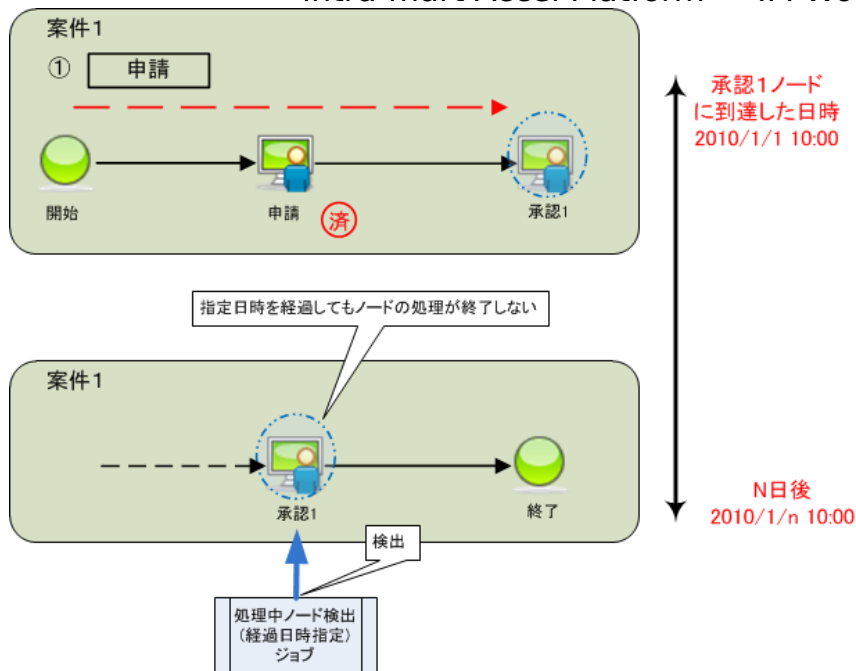 案件1
① 申請
承認1ノード
に到達した日時
2010/1/1 10:00
開始
申請
済
承認1
指定日時を経過してもノードの処理が終了しない
案件1
承認1
終了
N日後
2010/1/n 10:00
検出
処理中ノード検出
(経過日時指定)
ジョブ